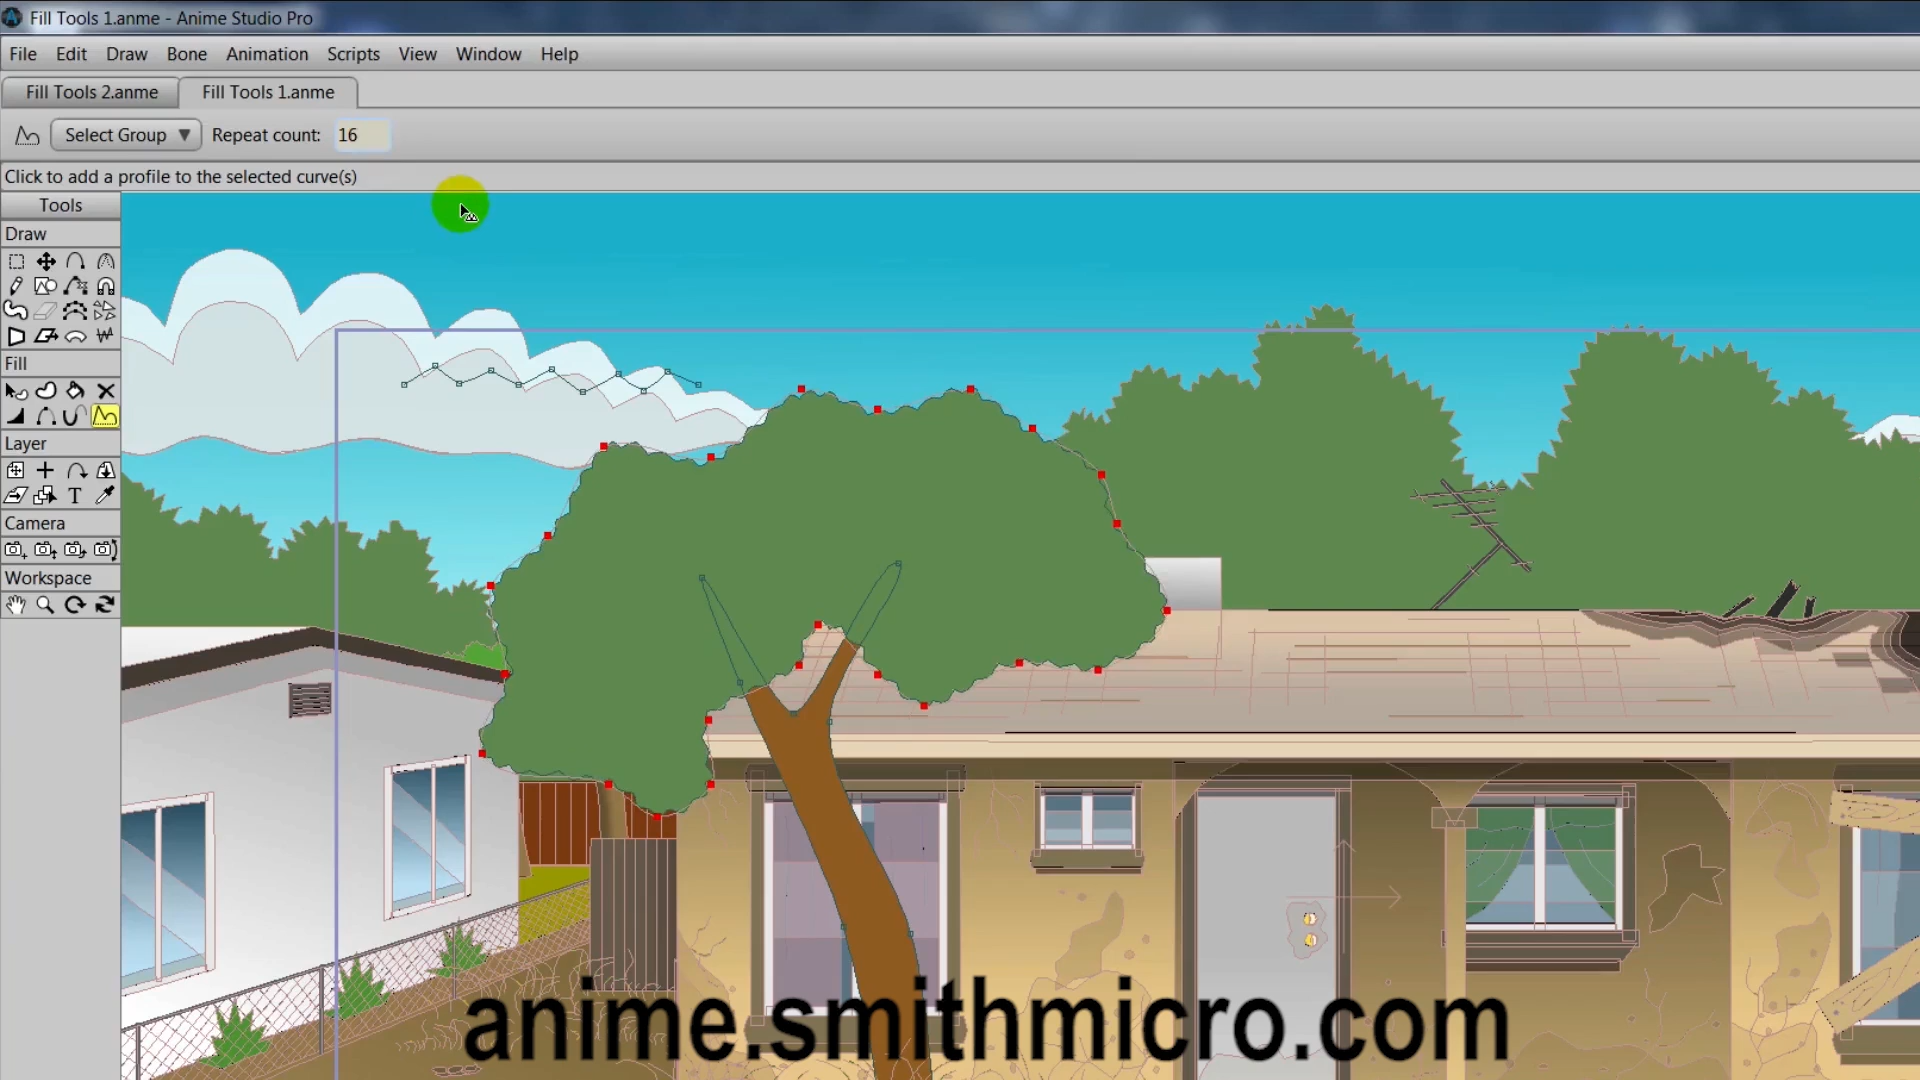 Fill Tools 1.anme - Anime Studio Pro
File Edit Draw Bone Animation Scripts View Window Help
Fill Tools 2.anme Fill Tools 1.anme
Select Group Repeat count: 16
Click to add a profile to the selected curve(s)
Tools
Draw
Fill
Layer
T
Camera
Workspace
anime.smithmicro.com